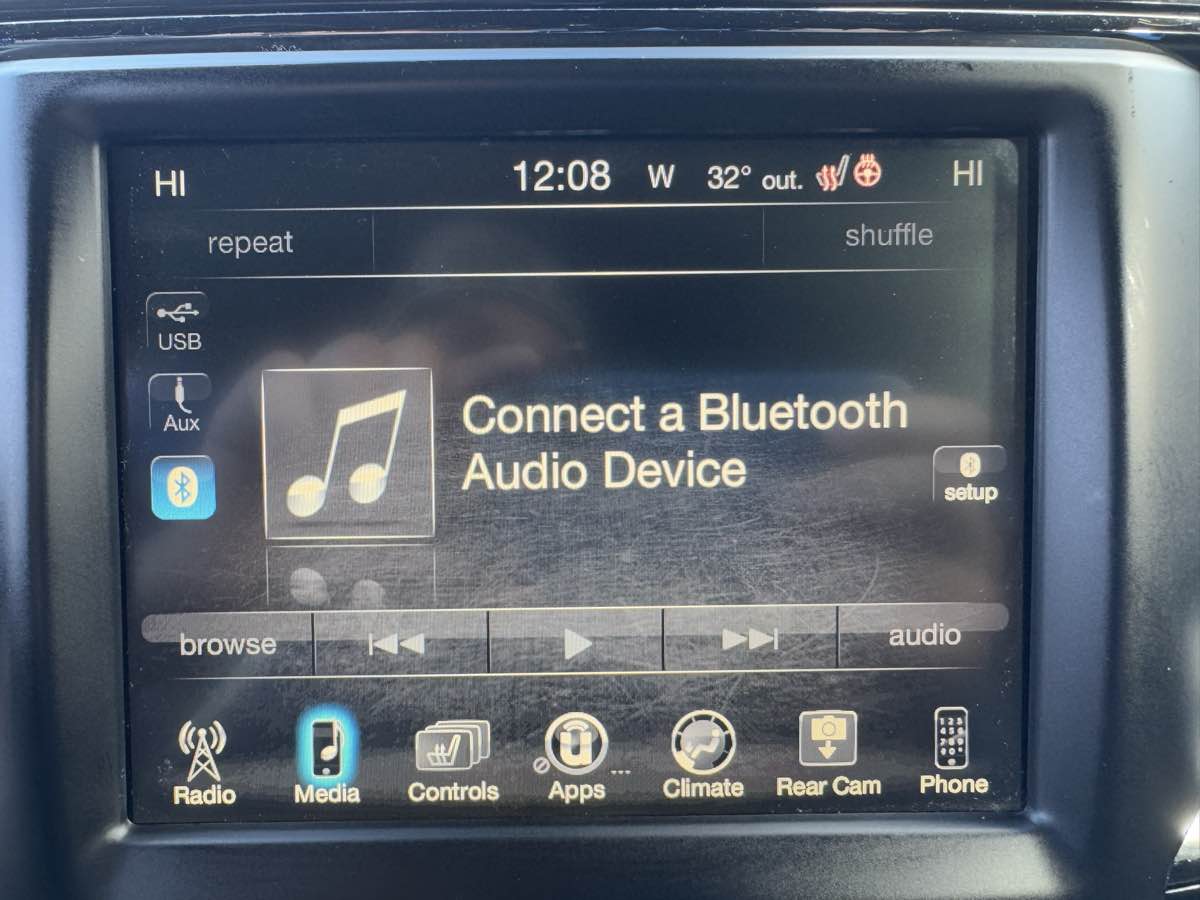 HI 12:08 W 32° out. HI
repeat shuffle
USB
Aux
Connect a Bluetooth
Audio Device
setup
browse audio
Radio Media Controls Apps Climate Rear Cam Phone